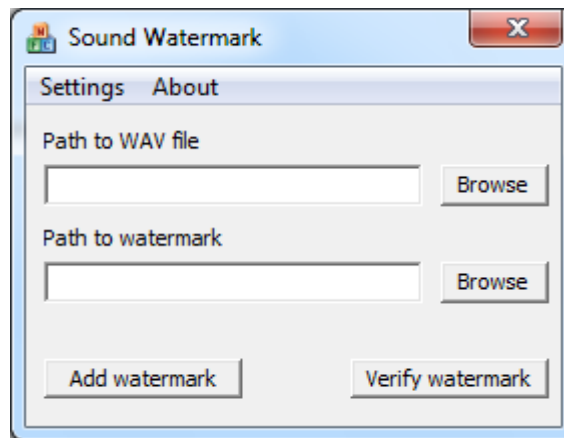 Sound Watermark
Settings About
Path to WAV file
Browse
Path to watermark
Browse
Add watermark Verify watermark